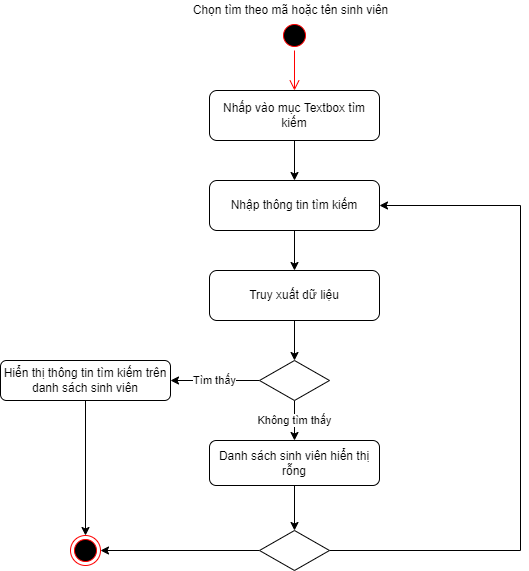 Chọn tìm theo mã hoặc tên sinh viên
Nhấp vào mục Textbox tìm
kiếm
Nhập thông tin tìm kiếm
Truy xuất dữ liệu
Hiển thị thông tin tìm kiếm trên
danh sách sinh viên
Tìm thấy
Không tìm thấy
Danh sách sinh viên hiển thị
rỗng